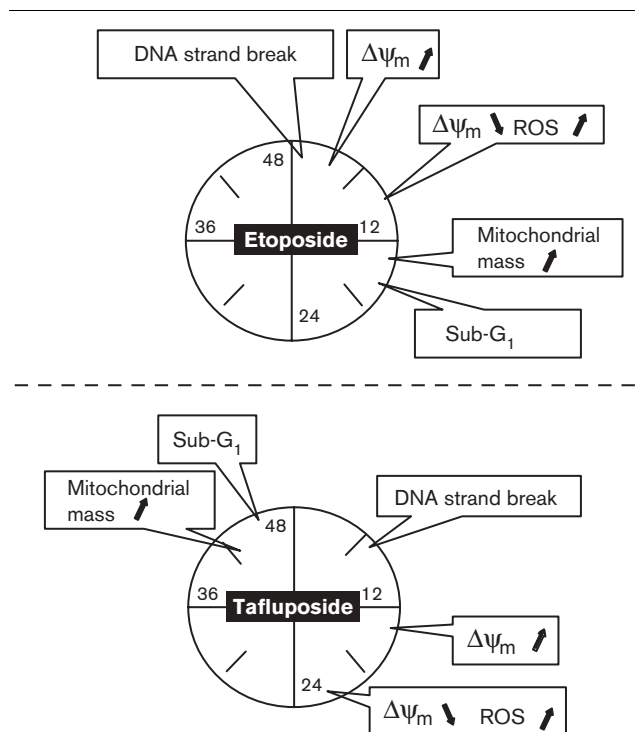 DNA strand break
Δψm
Δψm ROS
48
36
12
Etoposide
Mitochondrial
mass
24
Sub-G1
Sub-G1
Mitochondrial
mass
DNA strand break
48
36
12
Tafluposide
Δψm
24
Δψm ROS